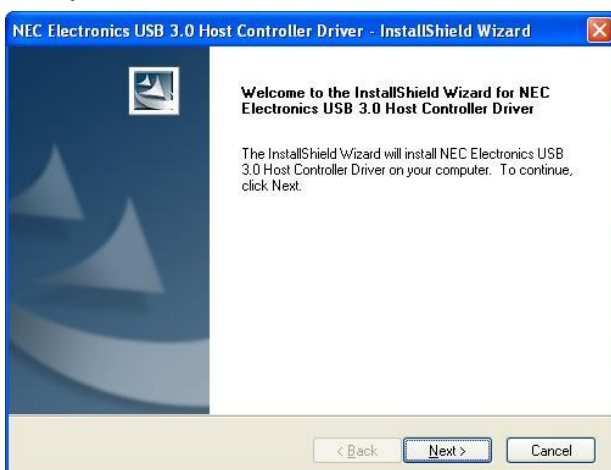 NEC Electronics USB 3.0 Host Controller Driver - InstallShield Wizard
Welcome to the InstallShield Wizard for NEC
Electronics USB 3.0 Host Controller Driver
The InstallShield Wizard will install NEC Electronics USB
3.0 Host Controller Driver on your computer. To continue,
click Next.
< Back Next > Cancel